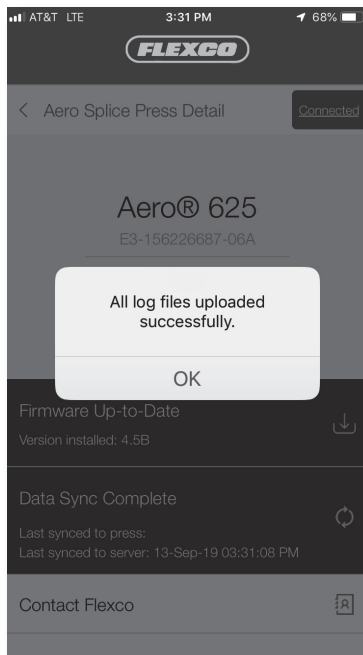 AT&T LTE 3:31 PM 68%
FLEXCO
Aero Splice Press Detail Connected
Aero® 625
E3-156226687-06A
All log files uploaded
successfully.
OK
Firmware Up-to-Date
Version installed: 4.5B
Data Sync Complete
Last synced to press:
Last synced to server: 13-Sep-19 03:31:08 PM
Contact Flexco